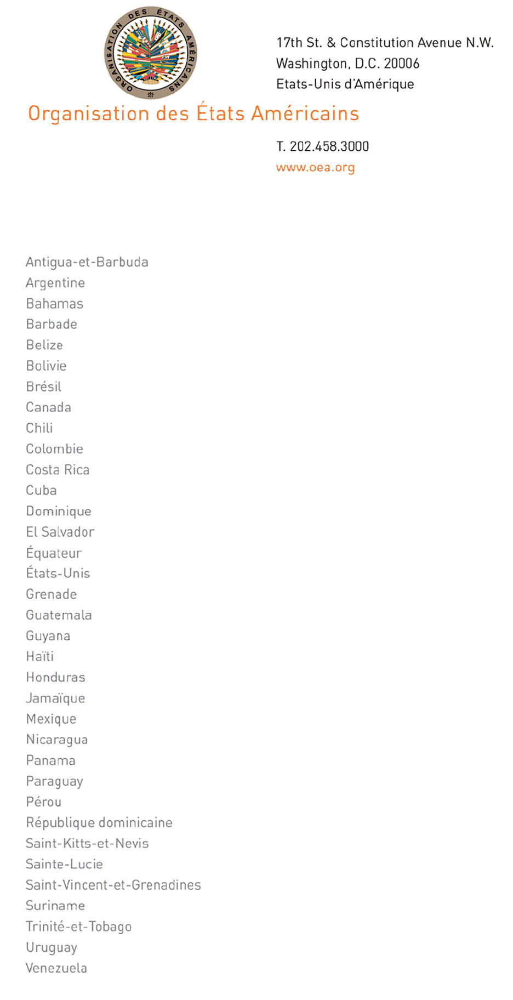 ORGANISATION DES ÉTATS AMÉRICAINS
17th St. & Constitution Avenue N.W.
Washington, D.C. 20006
Etats-Unis d'Amérique
Organisation des États Américains
T. 202.458.3000
www.oea.org
Antigua-et-Barbuda
Argentine
Bahamas
Barbade
Belize
Bolivie
Brésil
Canada
Chili
Colombie
Costa Rica
Cuba
Dominique
El Salvador
Équateur
États-Unis
Grenade
Guatemala
Guyana
Haïti
Honduras
Jamaïque
Mexique
Nicaragua
Panama
Paraguay
Pérou
République dominicaine
Saint-Kitts-et-Nevis
Sainte-Lucie
Saint-Vincent-et-Grenadines
Suriname
Trinité-et-Tobago
Uruguay
Venezuela